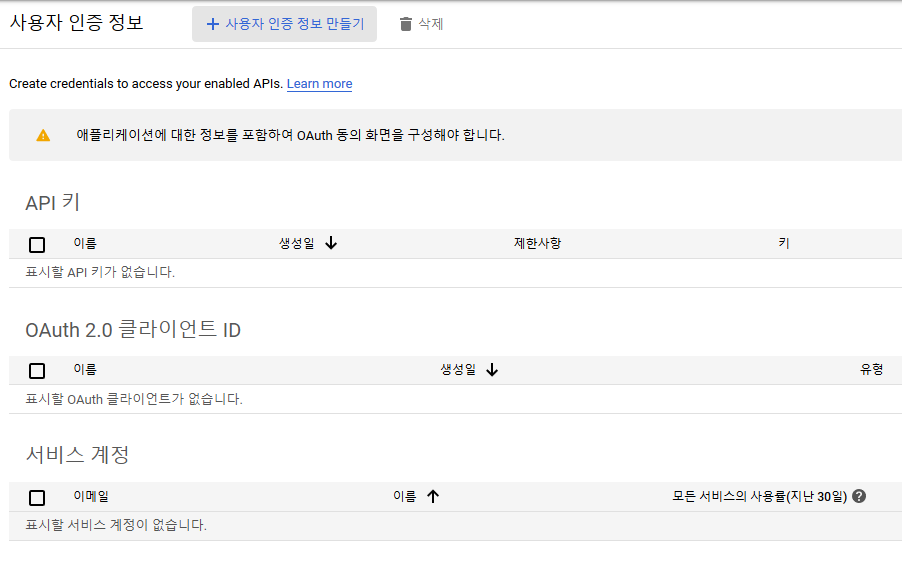 사용자 인증 정보 + 사용자 인증 정보 만들기 삭제
Create credentials to access your enabled APIs. Learn more
애플리케이션에 대한 정보를 포함하여 OAuth 동의 화면을 구성해야 합니다.
API 키
이름 생성일 ↓ 제한사항 키
표시할 API 키가 없습니다.
OAuth 2.0 클라이언트 ID
이름 생성일 ↓ 유형
표시할 OAuth 클라이언트가 없습니다.
서비스 계정
이메일 이름 ↑ 모든 서비스의 사용률(지난 30일) ?
표시할 서비스 계정이 없습니다.